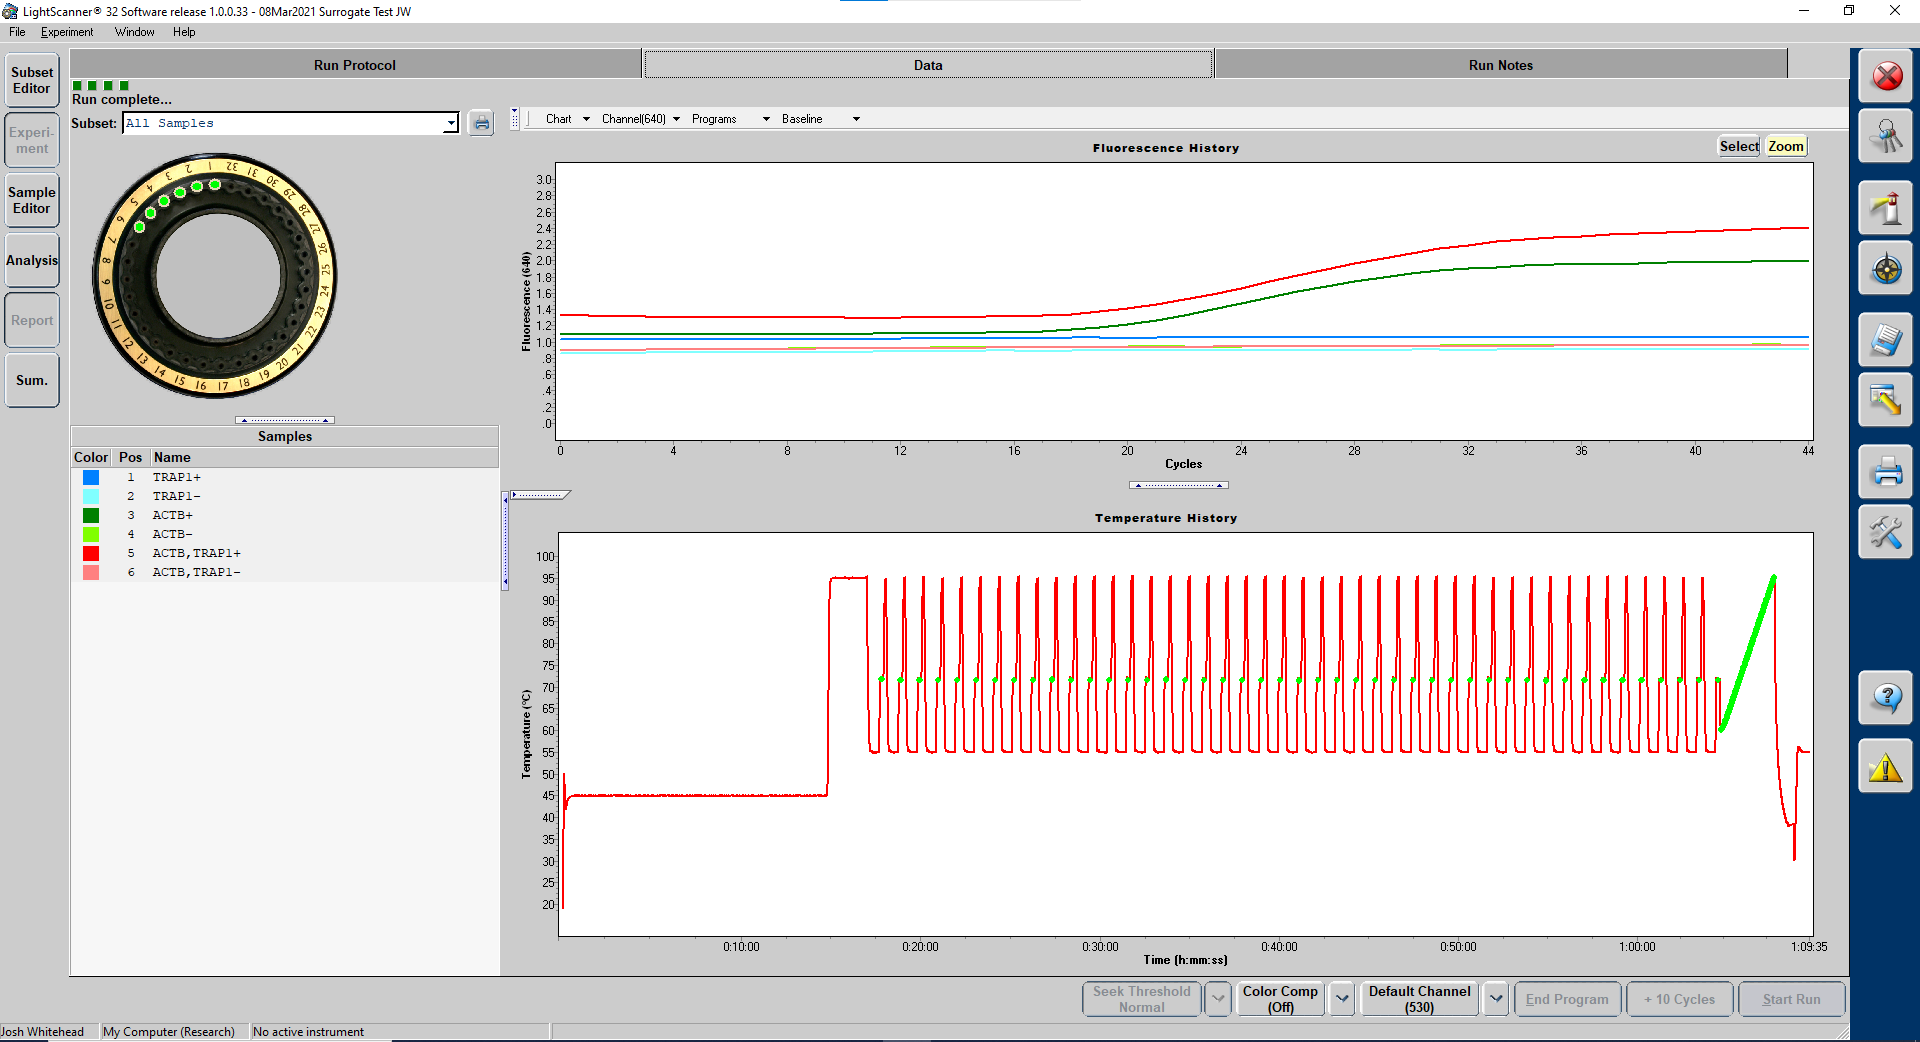 LightScanner® 32 Software release 1.0.0.33 - 08Mar2021 Surrogate Test JW
File Experiment Window Help
Subset Editor
Experi-ment
Sample Editor
Analysis
Report
Sum.
Run Protocol
Data
Run Notes
Run complete...
Subset: All Samples
Chart Channel(640) Programs Baseline
1 2 3 4 5 6 7 8 9 10 11 12 13 14 15 16 17 18 19 20 21 22 23 24 25 26 27 28 29 30 31 32
Samples
Color Pos Name
1 TRAP1+
2 TRAP1-
3 ACTB+
4 ACTB-
5 ACTB,TRAP1+
6 ACTB,TRAP1-
Fluorescence History
Select Zoom
Fluorescence (640)
3.0
2.8
2.6
2.4
2.2
2.0
1.8
1.6
1.4
1.2
1.0
.8
.6
.4
.2
.0
0 4 8 12 16 20 24 28 32 36 40 44
Cycles
Temperature History
Temperature (°C)
100
95
90
85
80
75
70
65
60
55
50
45
40
35
30
25
20
0:10:00 0:20:00 0:30:00 0:40:00 0:50:00 1:00:00 1:09:35
Time (h:mm:ss)
Seek Threshold
Normal
Color Comp
(Off)
Default Channel
(530)
End Program
+ 10 Cycles
Start Run
Josh Whitehead My Computer (Research) No active instrument